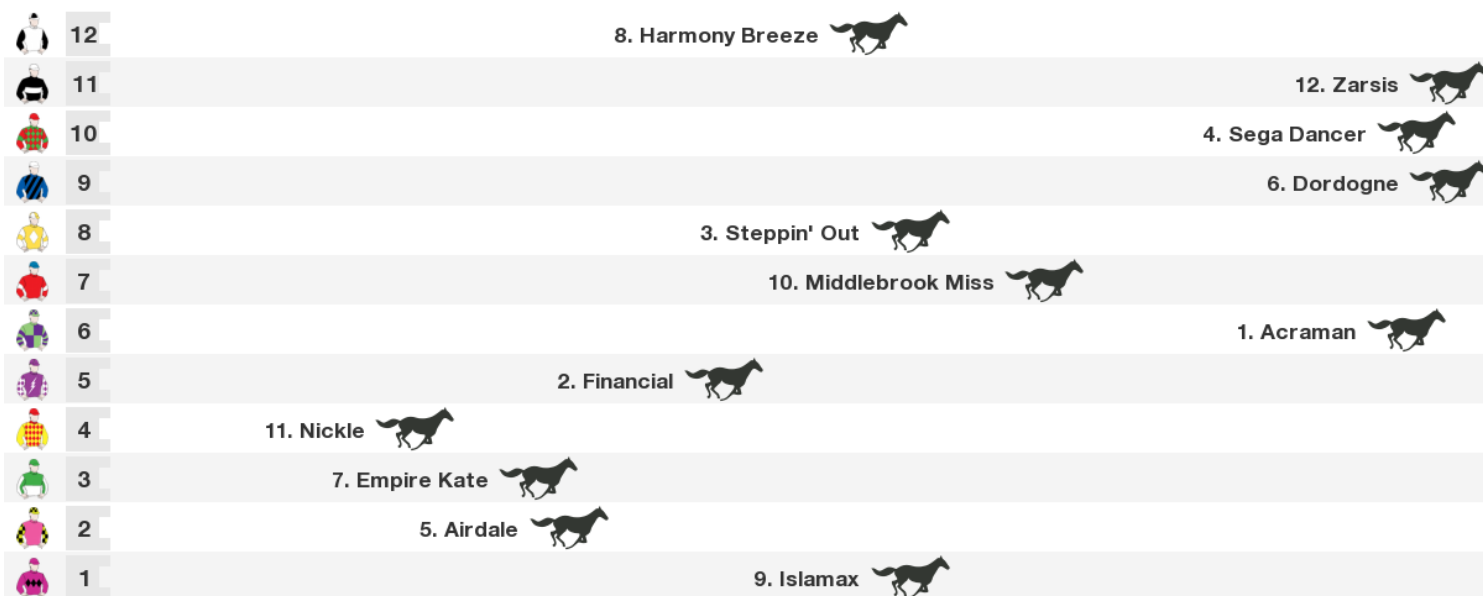 12 8. Harmony Breeze
11 12. Zarsis
10 4. Sega Dancer
9 6. Dordogne
8 3. Steppin' Out
7 10. Middlebrook Miss
6 1. Acraman
5 2. Financial
4 11. Nickle
3 7. Empire Kate
2 5. Airdale
1 9. Islamax